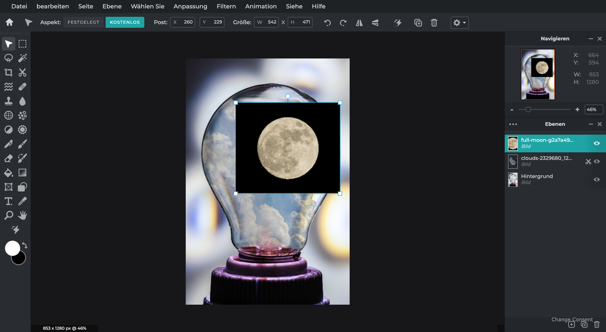 Datei bearbeiten Seite Ebene Wählen Sie Anpassung Filtern Animation Siehe Hilfe
Aspekt: FESTGELEGT KOSTENLOS Post: X 260 Y 229 Größe: W 542 X H 471
Navigieren
X: 664
Y: 594
W: 853
H: 1280
46%
Ebenen
full-moon-g2a7a49...
Bild
clouds-2329680_12...
Bild
Hintergrund
Bild
Change Consent
853 x 1280 px @ 46%